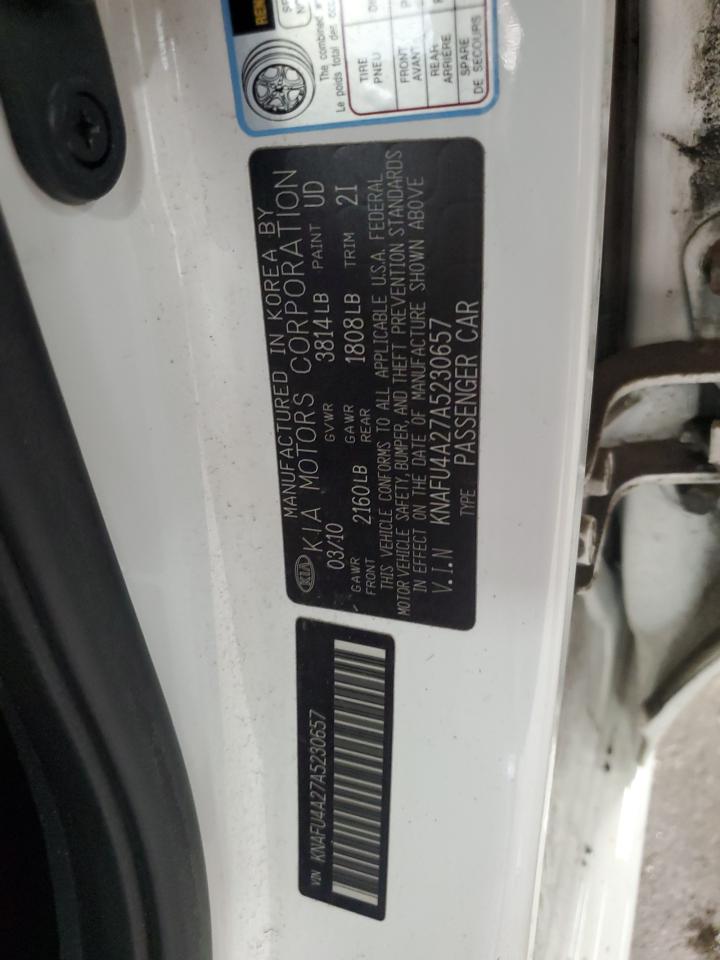 MANUFACTURED IN KOREA BY
KIA KIA MOTORS CORPORATION
03/10 GVWR 3814LB PAINT UD
GAWR FRONT 2160LB GAWR REAR 1808LB TRIM 2I
THIS VEHICLE CONFORMS TO ALL APPLICABLE U.S.A. FEDERAL
MOTOR VEHICLE SAFETY, BUMPER, AND THEFT PREVENTION STANDARDS
IN EFFECT ON THE DATE OF MANUFACTURE SHOWN ABOVE
V.I.N KNAFU4A27A5230657
TYPE PASSENGER CAR
VIN KNAFU4A27A5230657
The combined
Le poids total des
TIRE
PNEU
FRONT
AVANT
REAR
ARRIÈRE
SPARE
DE SECOURS